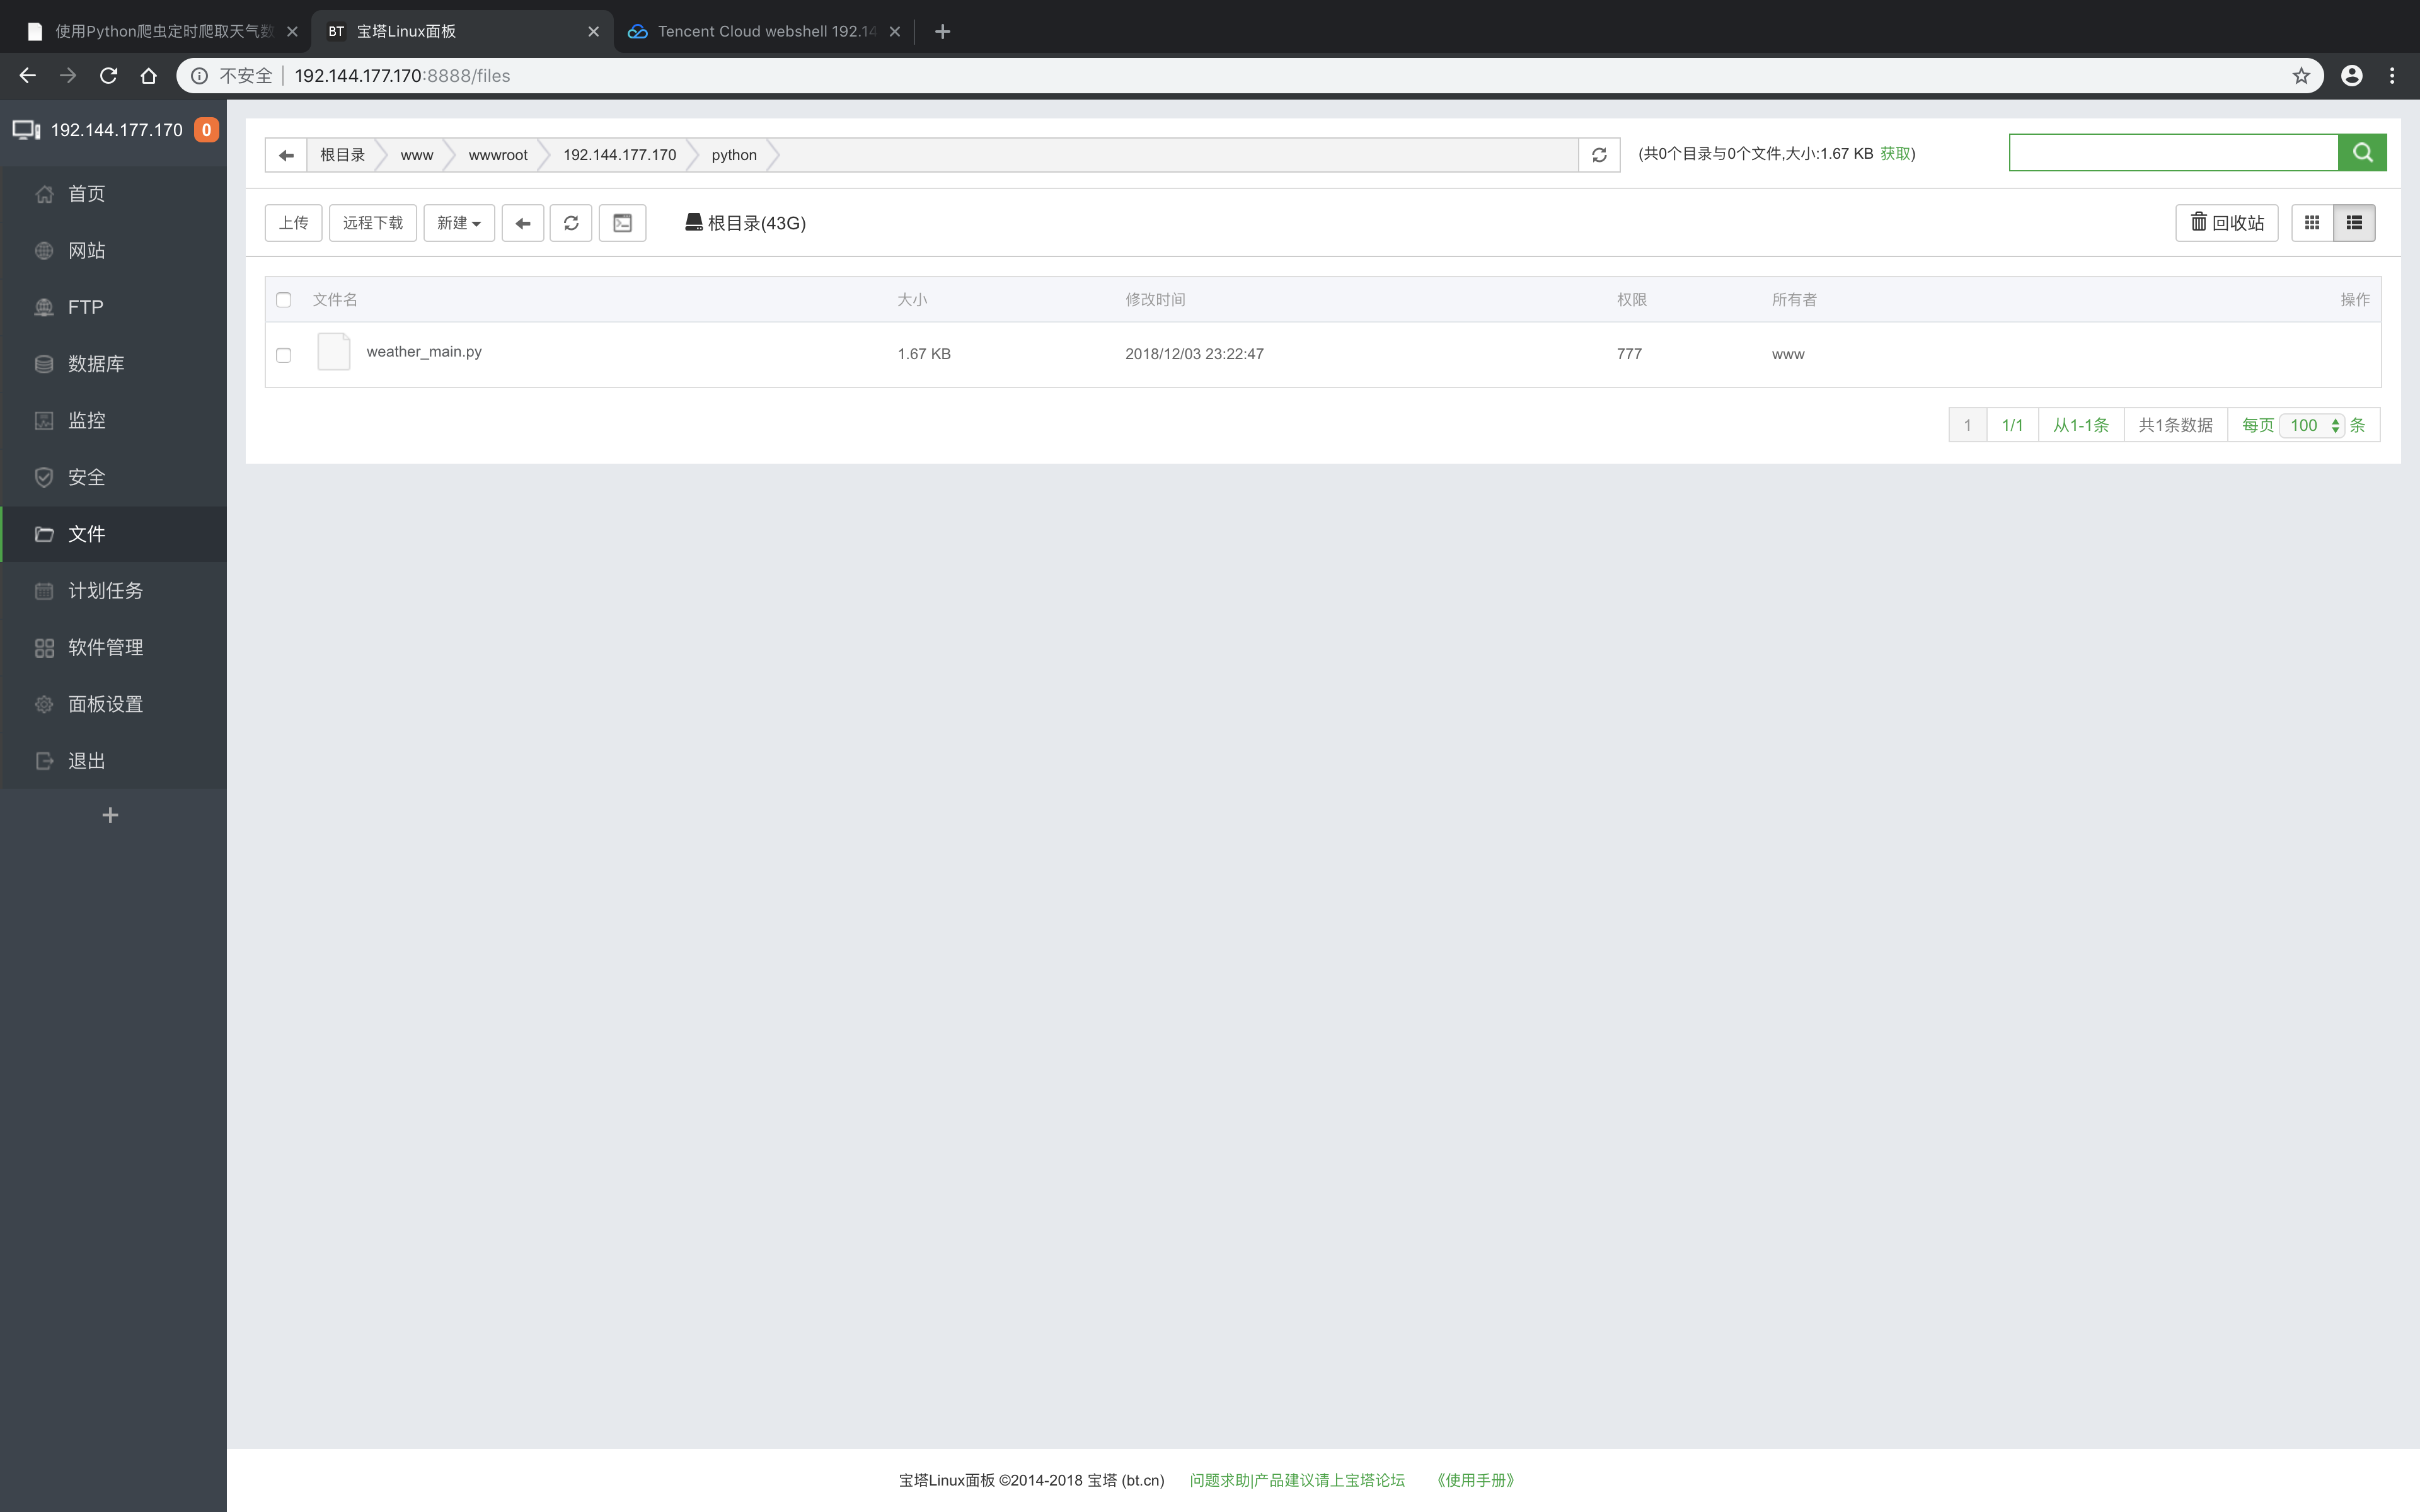 使用Python爬虫定时爬取天气数
BT 宝塔Linux面板
Tencent Cloud webshell 192.14
不安全 192.144.177.170:8888/files
192.144.177.170 0
首页
网站
FTP
数据库
监控
安全
文件
计划任务
软件管理
面板设置
退出
根目录 www wwwroot 192.144.177.170 python
(共0个目录与0个文件,大小:1.67 KB 获取)
上传 远程下载 新建 根目录(43G) 回收站
文件名 大小 修改时间 权限 所有者 操作
weather_main.py 1.67 KB 2018/12/03 23:22:47 777 www
1 1/1 从1-1条 共1条数据 每页 100 条
宝塔Linux面板 ©2014-2018 宝塔 (bt.cn) 问题求助|产品建议请上宝塔论坛 《使用手册》